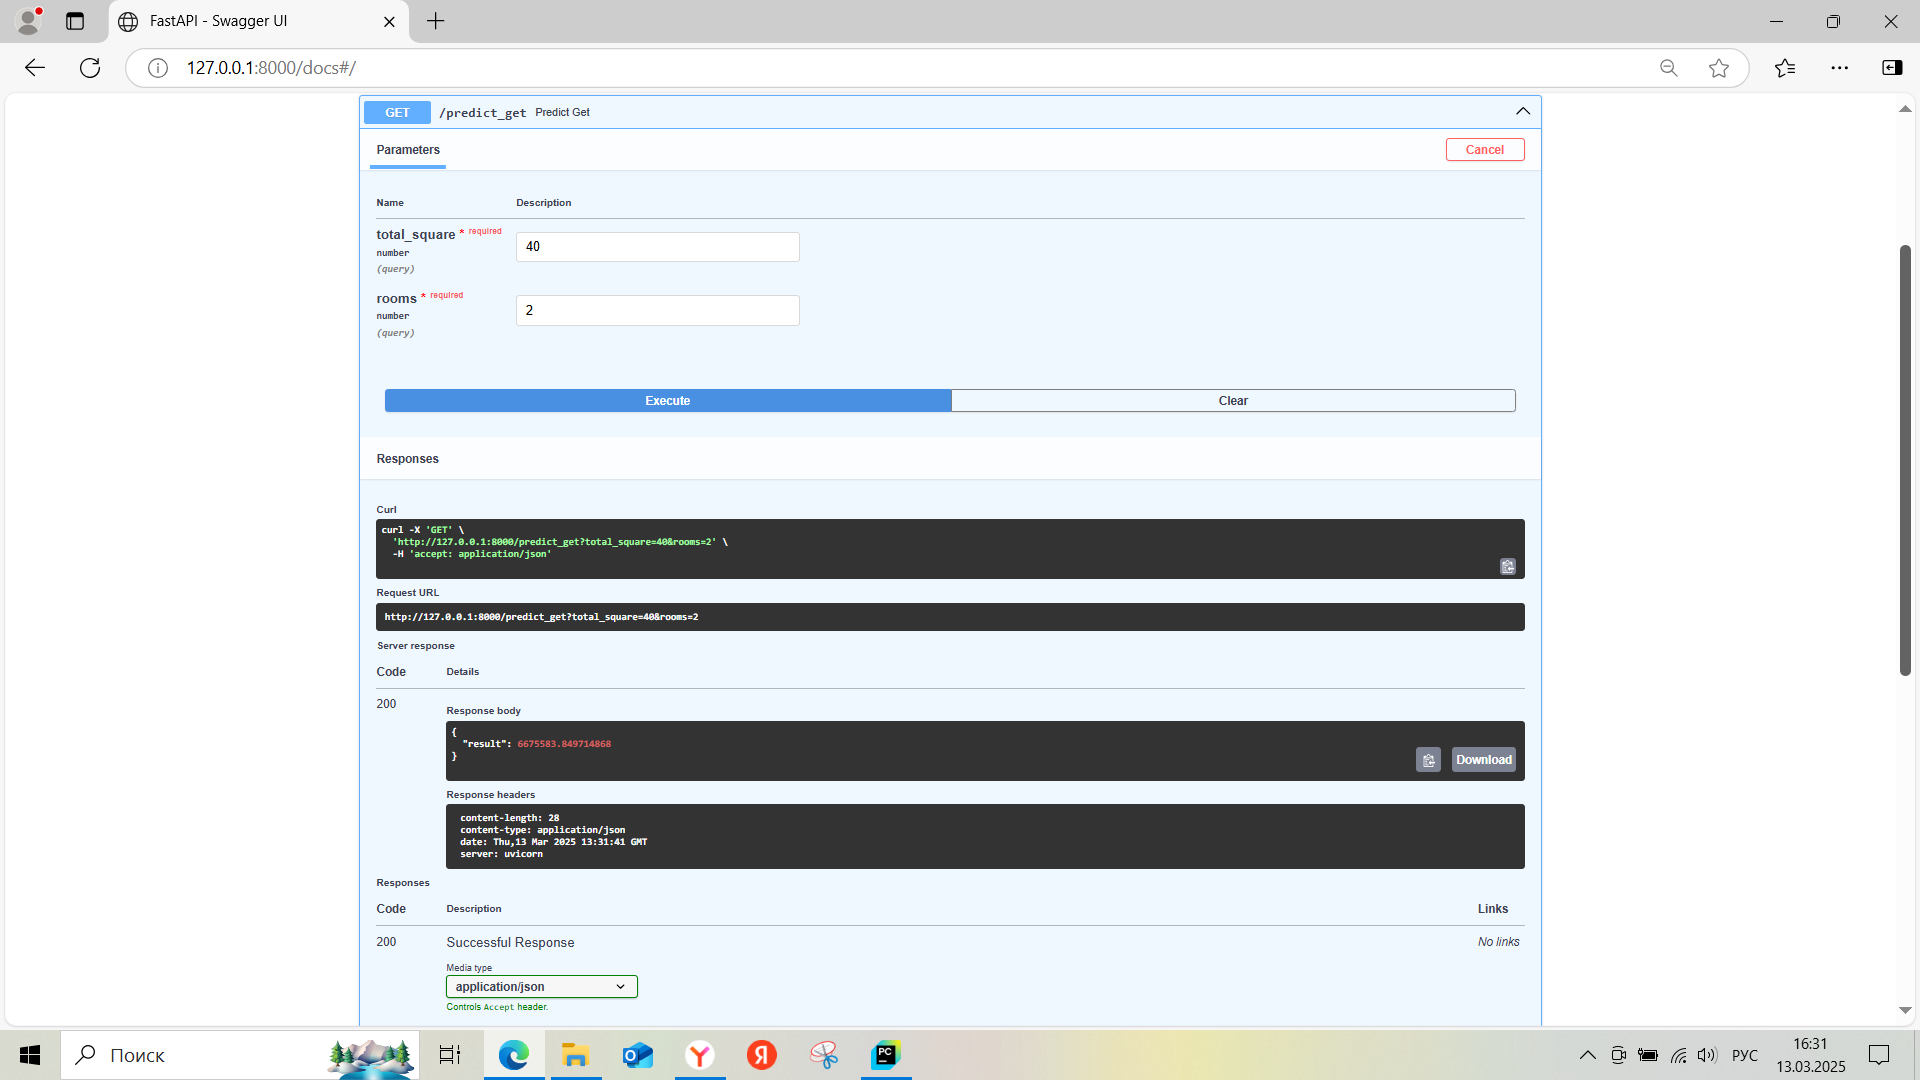 FastAPI - Swagger UI
127.0.0.1:8000/docs#/
GET /predict_get Predict Get
Parameters
Cancel
Name Description
total_square * required
number
(query)
40
rooms * required
number
(query)
2
Execute
Clear
Responses
Curl
curl -X 'GET' \
'http://127.0.0.1:8000/predict_get?total_square=40&rooms=2' \
-H 'accept: application/json'
Request URL
http://127.0.0.1:8000/predict_get?total_square=40&rooms=2
Server response
Code Details
200
Response body
{
"result": 6675583.849714868
}
Download
Response headers
content-length: 28
content-type: application/json
date: Thu,13 Mar 2025 13:31:41 GMT
server: uvicorn
Responses
Code Description Links
200 Successful Response No links
Media type
application/json
Controls Accept header.
Поиск
Я
PC
РУС
16:31
13.03.2025